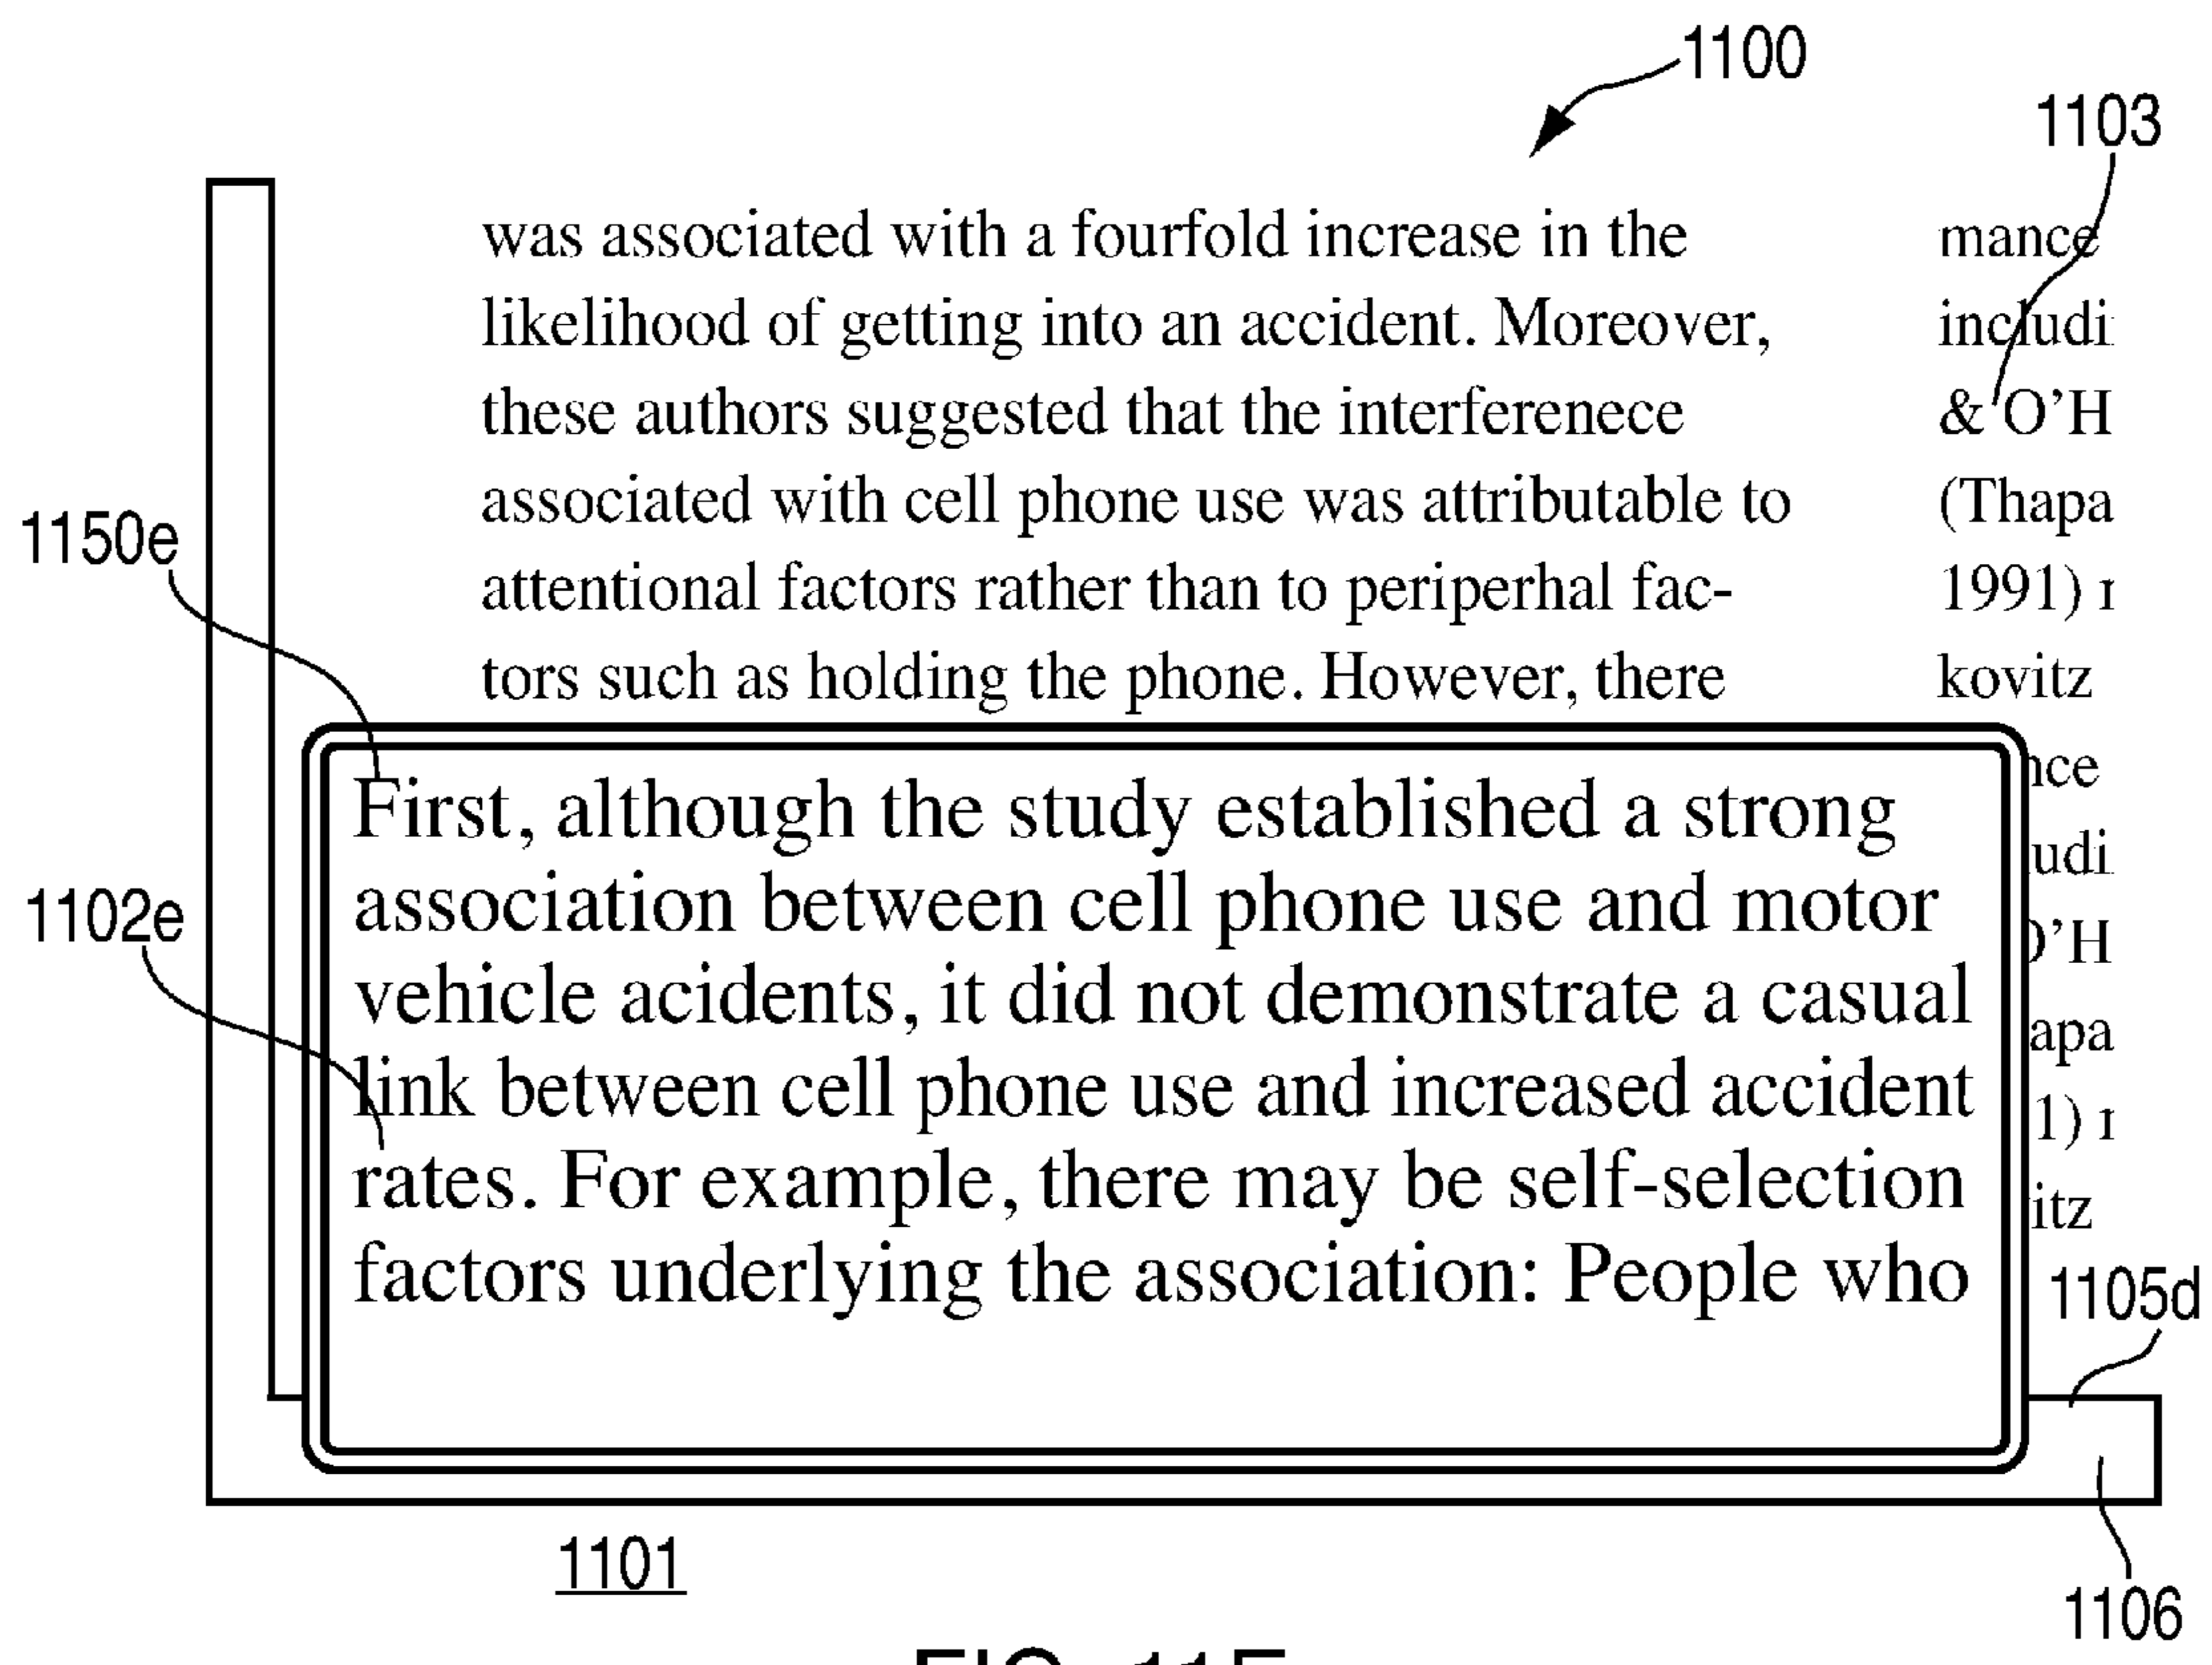 1100
1103
was associated with a fourfold increase in the
likelihood of getting into an accident. Moreover,
these authors suggested that the interferenece
associated with cell phone use was attributable to
attentional factors rather than to periperhal fac-
tors such as holding the phone. However, there
mance
includi
& O'H
(Thapa
1991)
kovitz
1150e
1102e
First, although the study established a strong
association between cell phone use and motor
vehicle acidents, it did not demonstrate a casual
link between cell phone use and increased accident
rates. For example, there may be self-selection
factors underlying the association: People who
nce
udi
O'H
apa
1)
itz
1105d
1101
1106